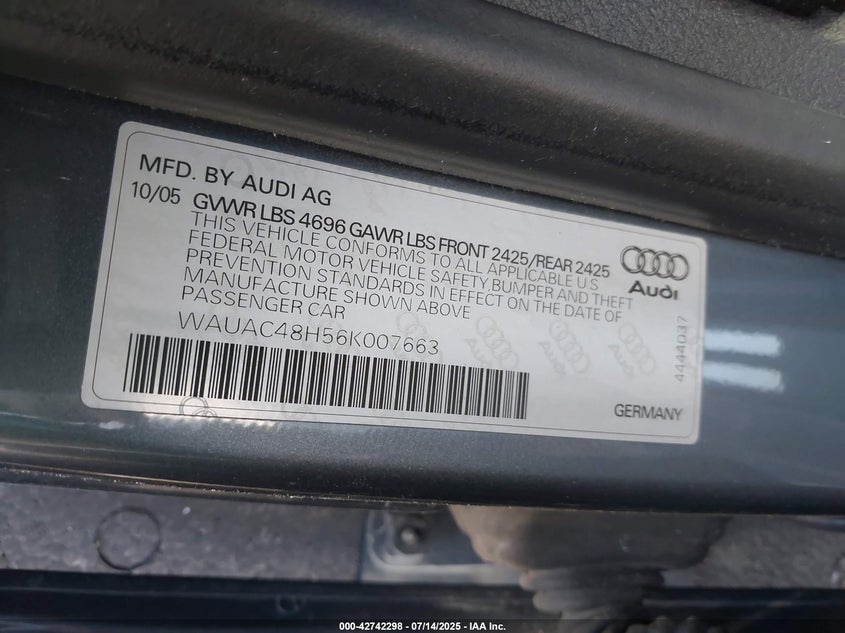 MFD. BY AUDI AG
10/05 GVWR LBS 4696 GAWR LBS FRONT 2425/REAR 2425
THIS VEHICLE CONFORMS TO ALL APPLICABLE U S
FEDERAL MOTOR VEHICLE SAFETY,BUMPER AND THEFT
PREVENTION STANDARDS IN EFFECT ON THE DATE OF
MANUFACTURE SHOWN ABOVE
PASSENGER CAR
WAUAC48H56K007663
Audi
4444037
GERMANY
000-42742298 - 07/14/2025 - IAA Inc.